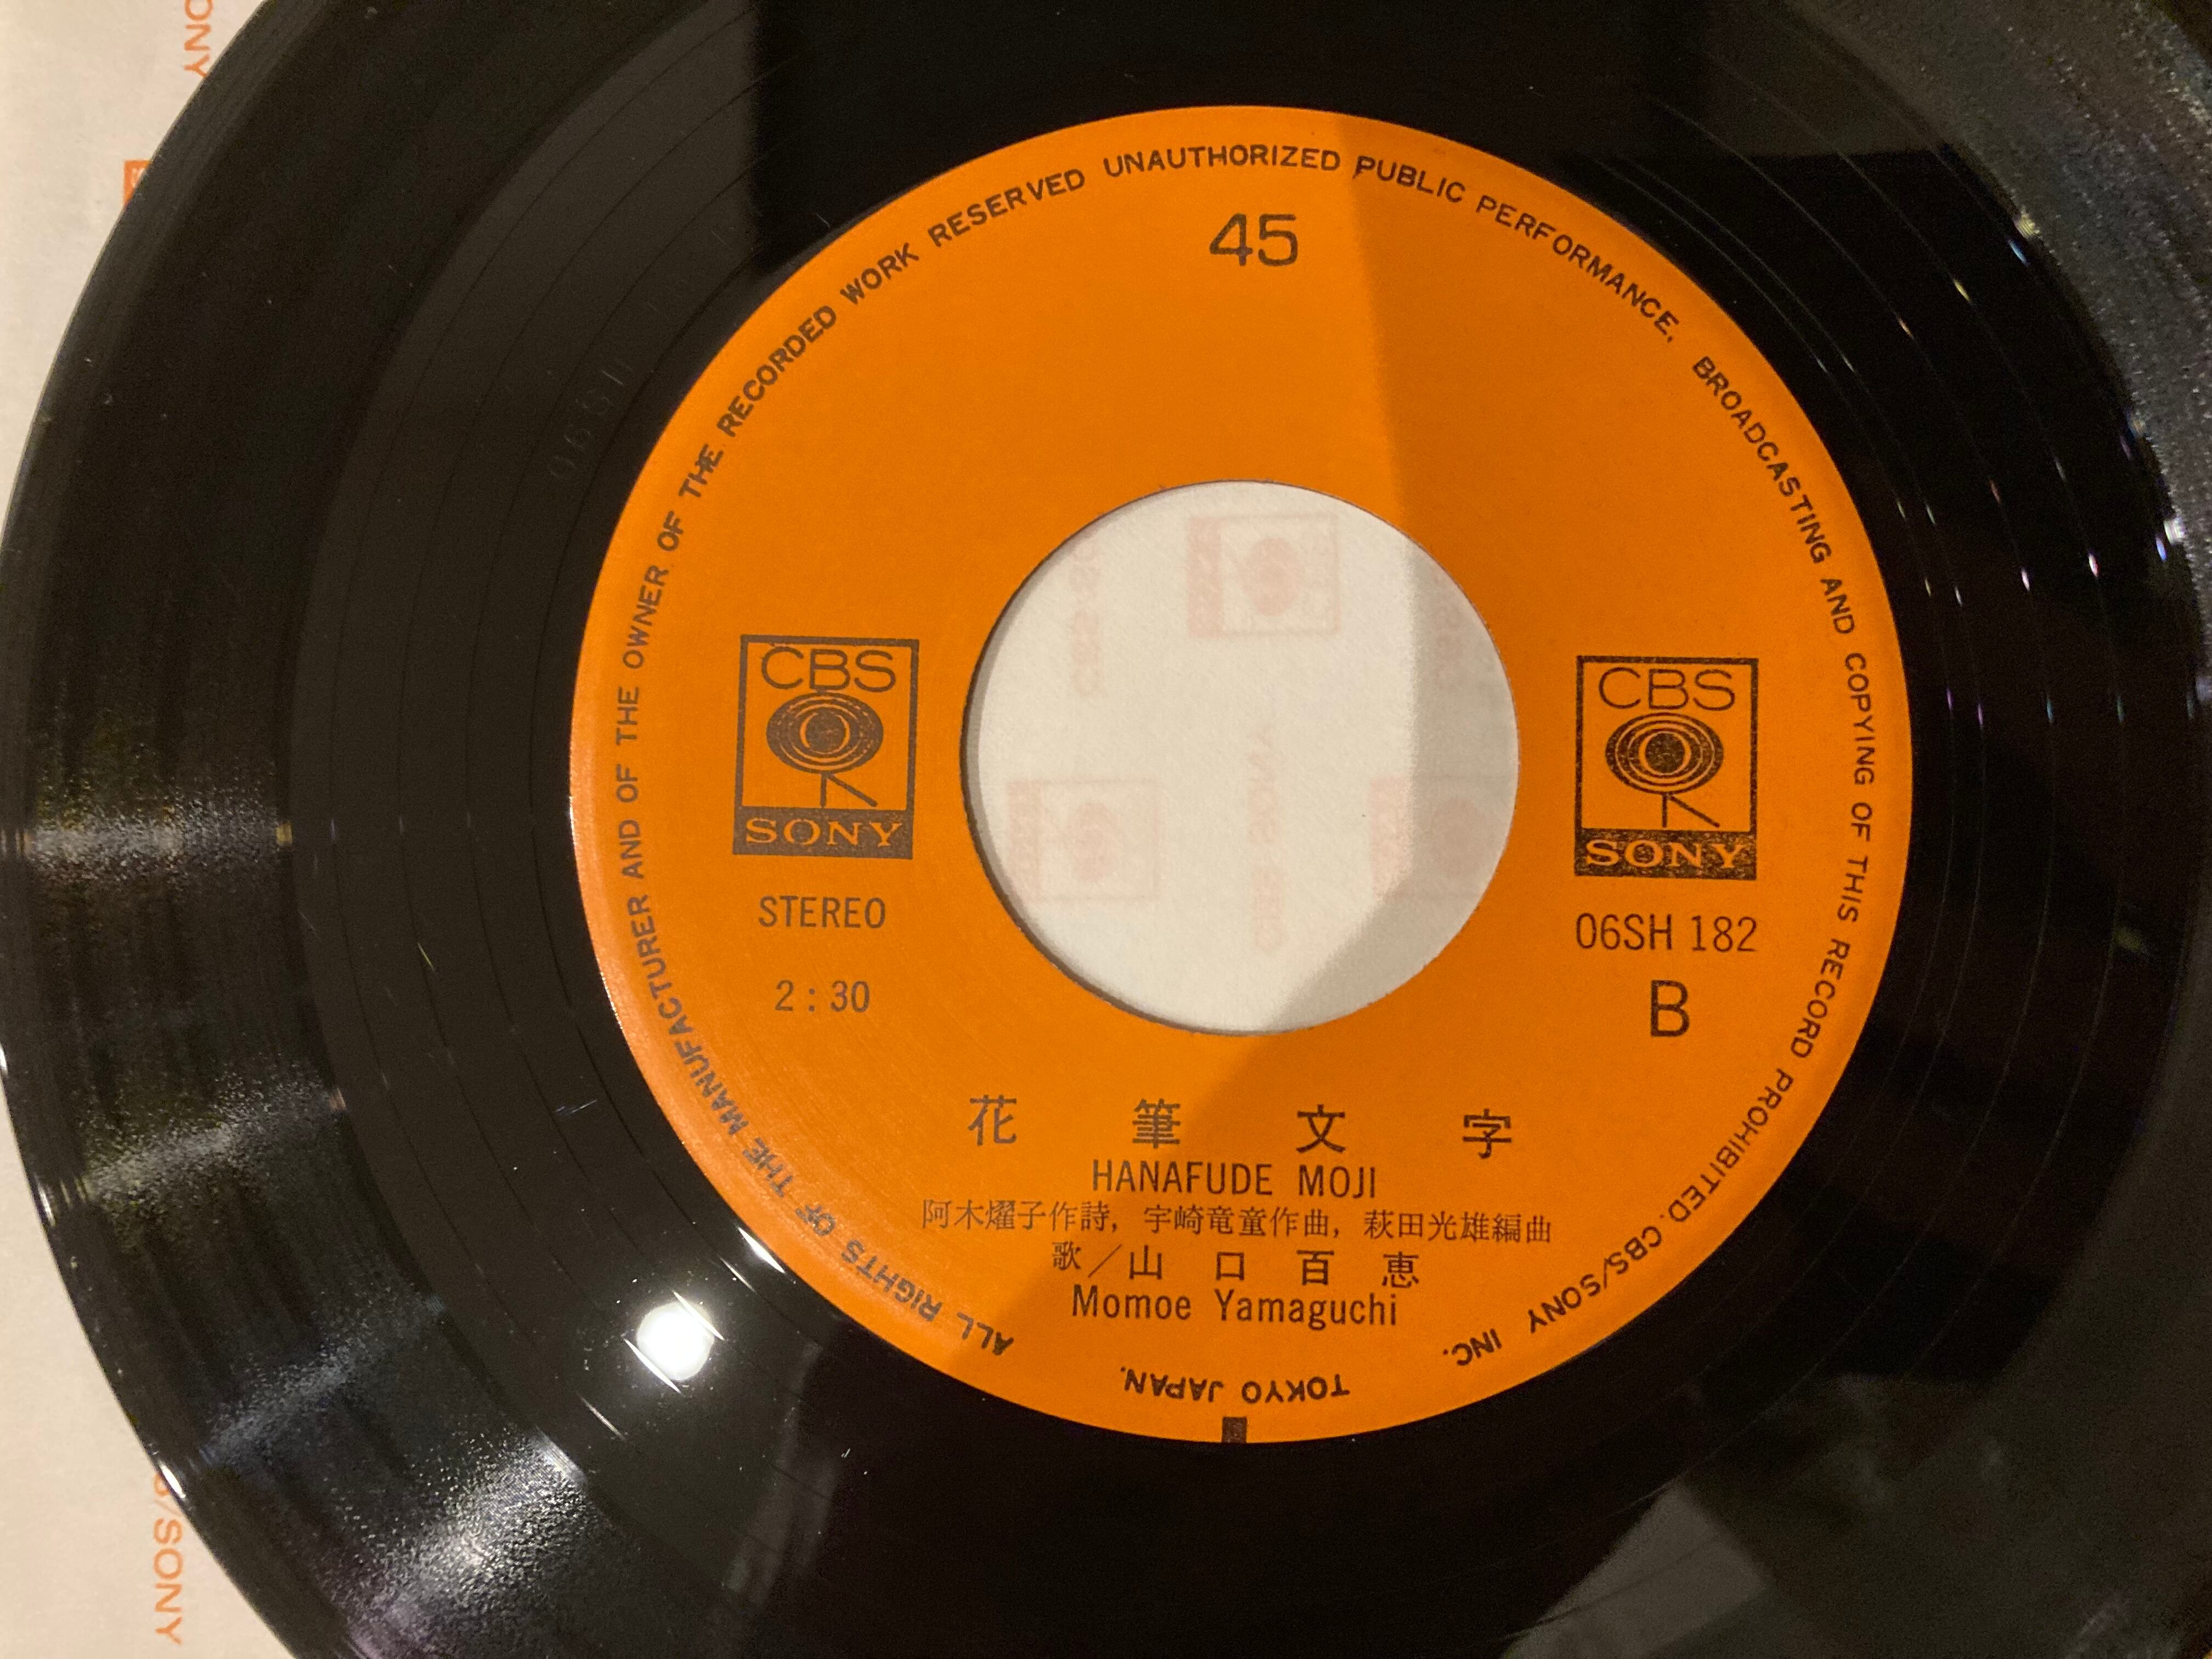 45
ALL RIGHTS OF THE MANUFACTURER AND OF THE OWNER OF THE RECORDED WORK RESERVED UNAUTHORIZED PUBLIC PERFORMANCE, BROADCASTING AND COPYING OF THIS RECORD PROHIBITED. CBS/SONY INC.
TOKYO JAPAN.
CBS
SONY
STEREO
2:30
CBS
SONY
06SH 182
B
花筆文字
HANAFUDE MOJI
阿木燿子作詩, 宇崎竜童作曲, 萩田光雄編曲
歌／山口百恵
Momoe Yamaguchi
ONY
/SONY